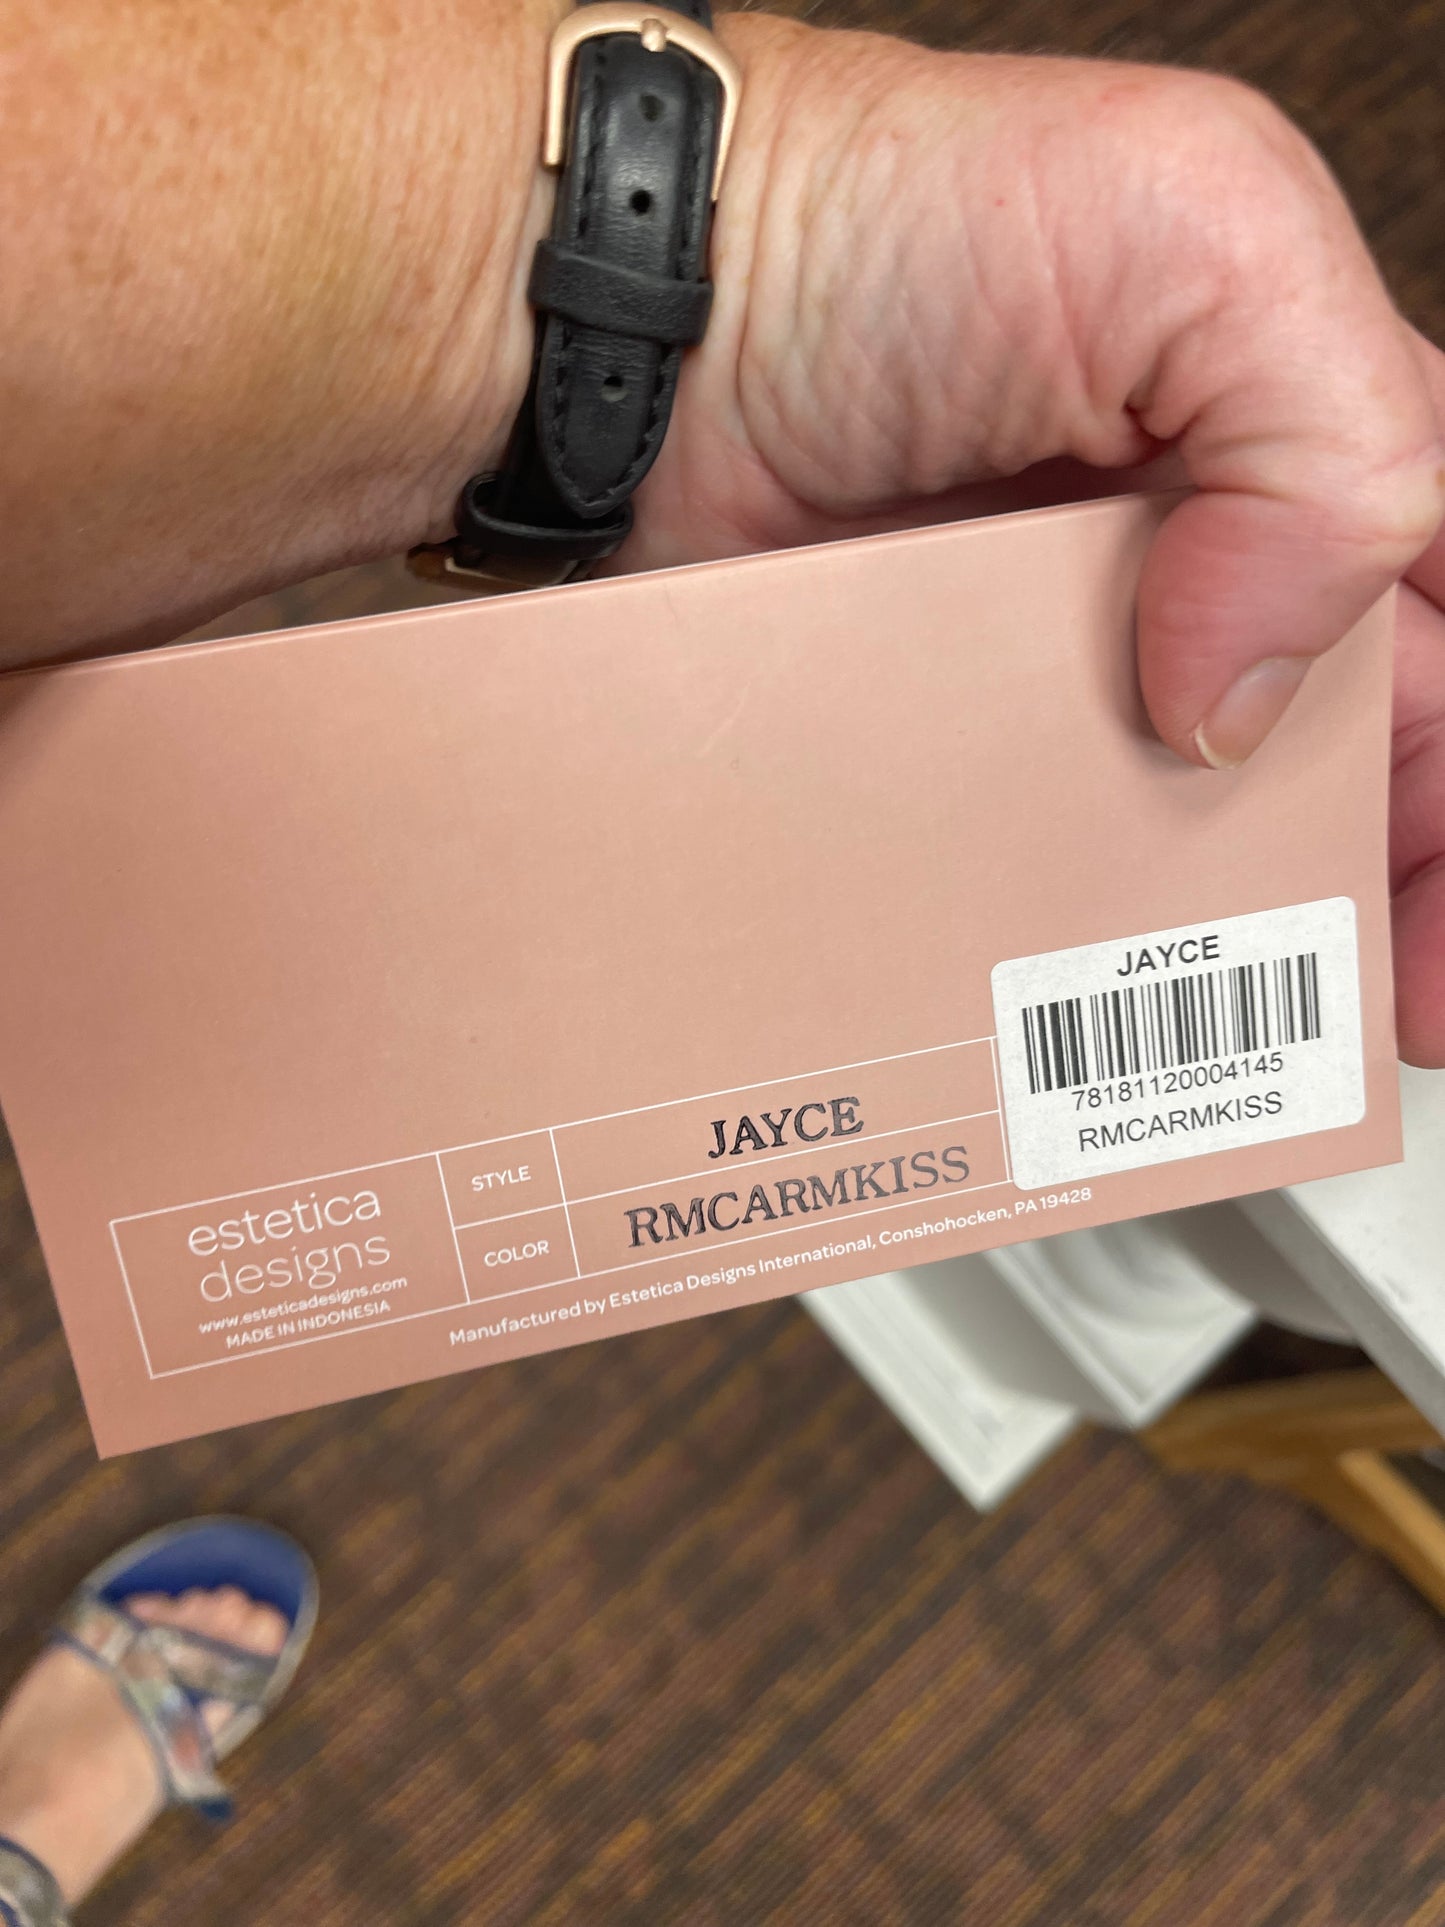 JAYCE
78181120004145
RMCARMKISS
estetica
designs
www.esteticadesigns.com
MADE IN INDONESIA
STYLE
JAYCE
COLOR
RMCARMKISS
Manufactured by Estetica Designs International, Conshohocken, PA 19428